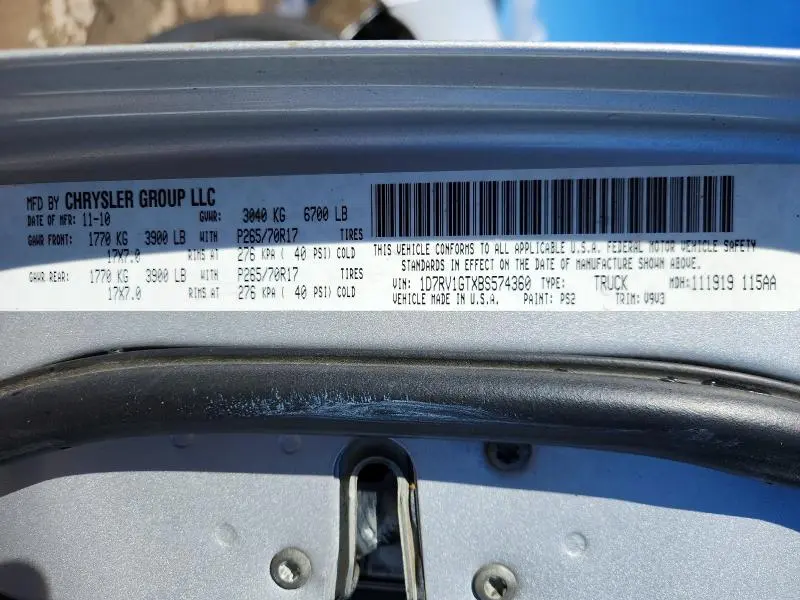 MFD BY CHRYSLER GROUP LLC
DATE OF MFR: 11-10 GVWR: 3040 KG 6700 LB
GAWR FRONT: 1770 KG 3900 LB WITH P265/70R17 TIRES
17X7.0 RIMS AT 276 KPA ( 40 PSI) COLD
GAWR REAR: 1770 KG 3900 LB WITH P265/70R17 TIRES
17X7.0 RIMS AT 276 KPA ( 40 PSI) COLD
THIS VEHICLE CONFORMS TO ALL APPLICABLE U.S.A. FEDERAL MOTOR VEHICLE SAFETY
STANDARDS IN EFFECT ON THE DATE OF MANUFACTURE SHOWN ABOVE.
VIN: 1D7RV1GTXBS574360 TYPE: TRUCK MDH:111919 115AA
VEHICLE MADE IN U.S.A. PAINT: PS2 TRIM: V9V3